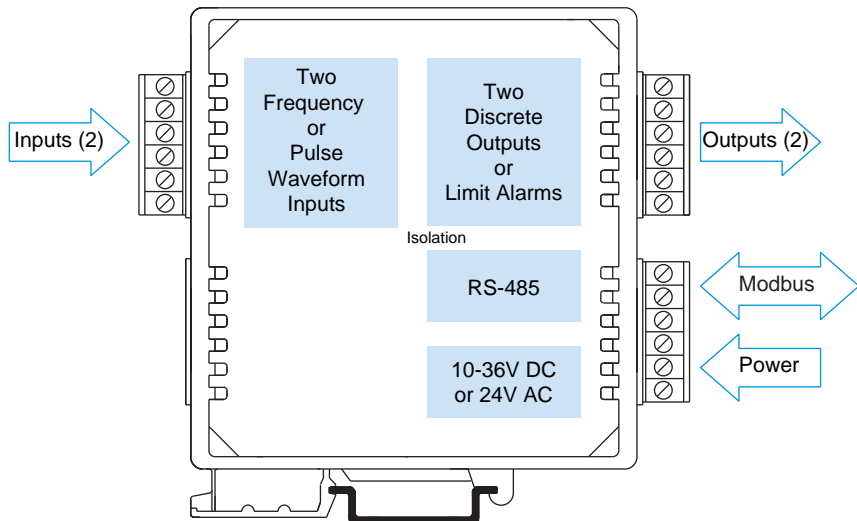 Inputs (2)
Two
Frequency
or
Pulse
Waveform
Inputs
Two
Discrete
Outputs
or
Limit Alarms
Outputs (2)
Isolation
RS-485
Modbus
10-36V DC
or 24V AC
Power